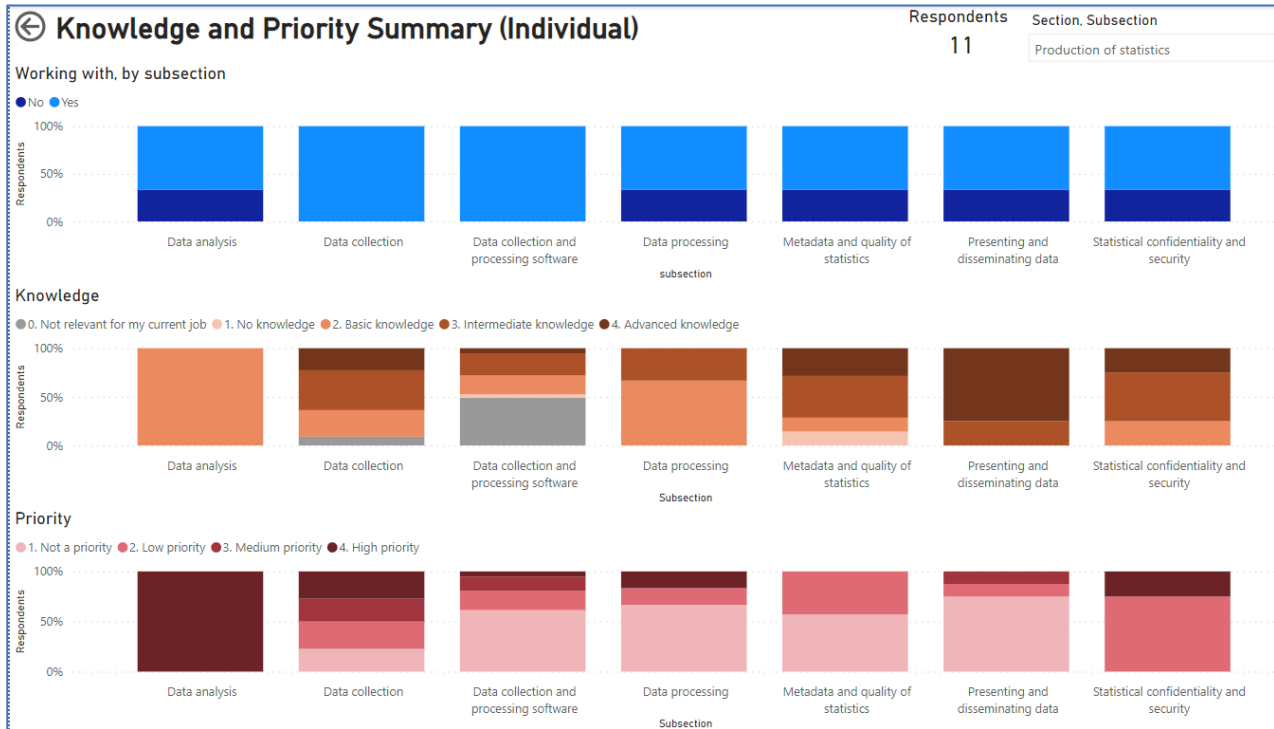 Knowledge and Priority Summary (Individual)
Respondents
11
Section, Subsection
Production of statistics
Working with, by subsection
No Yes
Respondents
100%
50%
0%
Data analysis
Data collection
Data collection and
processing software
Data processing
Metadata and quality of
statistics
Presenting and
disseminating data
Statistical confidentiality and
security
subsection
Knowledge
0. Not relevant for my current job 1. No knowledge 2. Basic knowledge 3. Intermediate knowledge 4. Advanced knowledge
Respondents
100%
50%
0%
Data analysis
Data collection
Data collection and
processing software
Data processing
Metadata and quality of
statistics
Presenting and
disseminating data
Statistical confidentiality and
security
Subsection
Priority
1. Not a priority 2. Low priority 3. Medium priority 4. High priority
Respondents
100%
50%
0%
Data analysis
Data collection
Data collection and
processing software
Data processing
Metadata and quality of
statistics
Presenting and
disseminating data
Statistical confidentiality and
security
Subsection